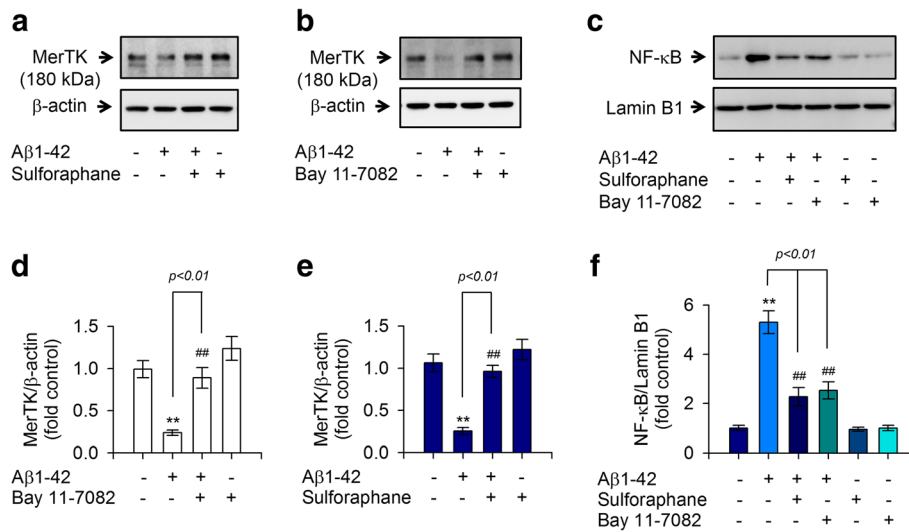 a
MerTK
(180 kDa)
β-actin
Aβ1-42 - + + -
Sulforaphane - - + +
b
MerTK
(180 kDa)
β-actin
Aβ1-42 - + + -
Bay 11-7082 - - + +
c
NF-κB
Lamin B1
Aβ1-42 - + + + - -
Sulforaphane - - + - + -
Bay 11-7082 - - - + - +
d
p<0.01
MerTK/β-actin
(fold control)
1.5
1.0
0.5
0.0
**
##
Aβ1-42 - + + -
Bay 11-7082 - - + +
e
p<0.01
MerTK/β-actin
(fold control)
1.5
1.0
0.5
0.0
**
##
Aβ1-42 - + + -
Sulforaphane - - + -
f
p<0.01
NF-κB/Lamin B1
(fold control)
6
4
2
0
**
##
##
Aβ1-42 - + + + - -
Sulforaphane - - + - + -
Bay 11-7082 - - - + - +